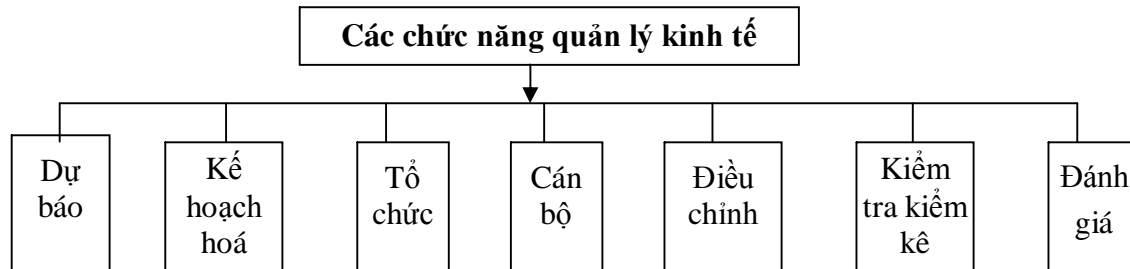 Các chức năng quản lý kinh tế
Dự
báo
Kế
hoạch
hoá
Tổ
chức
Cán
bộ
Điều
chỉnh
Kiểm
tra kiểm
kê
Đánh
giá